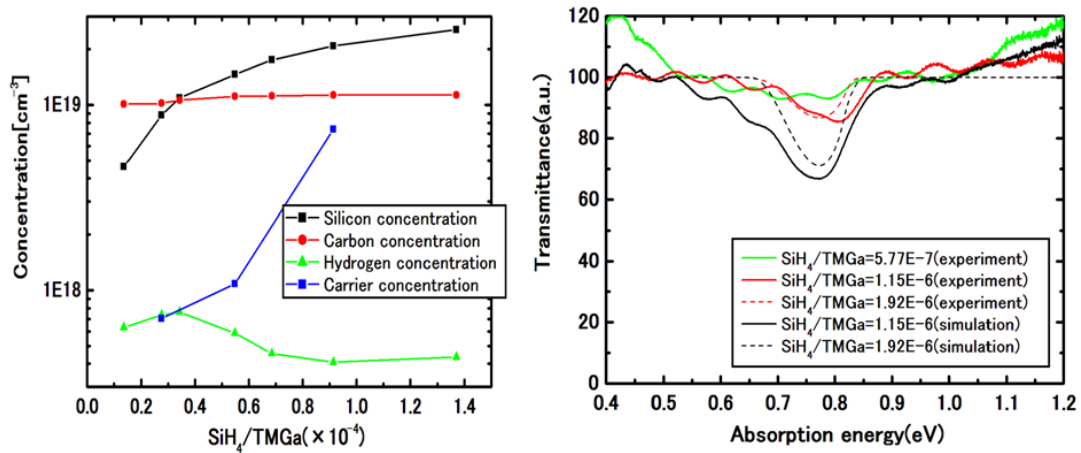 Concentration[cm⁻³]
1E19
1E18
Silicon concentration
Carbon concentration
Hydrogen concentration
Carrier concentration
0.0 0.2 0.4 0.6 0.8 1.0 1.2 1.4
SiH₄/TMGa(×10⁻⁴)
Transmittance(a.u.)
120
100
80
60
40
20
0
SiH₄/TMGa=5.77E-7(experiment)
SiH₄/TMGa=1.15E-6(experiment)
SiH₄/TMGa=1.92E-6(experiment)
SiH₄/TMGa=1.15E-6(simulation)
SiH₄/TMGa=1.92E-6(simulation)
0.4 0.5 0.6 0.7 0.8 0.9 1.0 1.1 1.2
Absorption energy(eV)